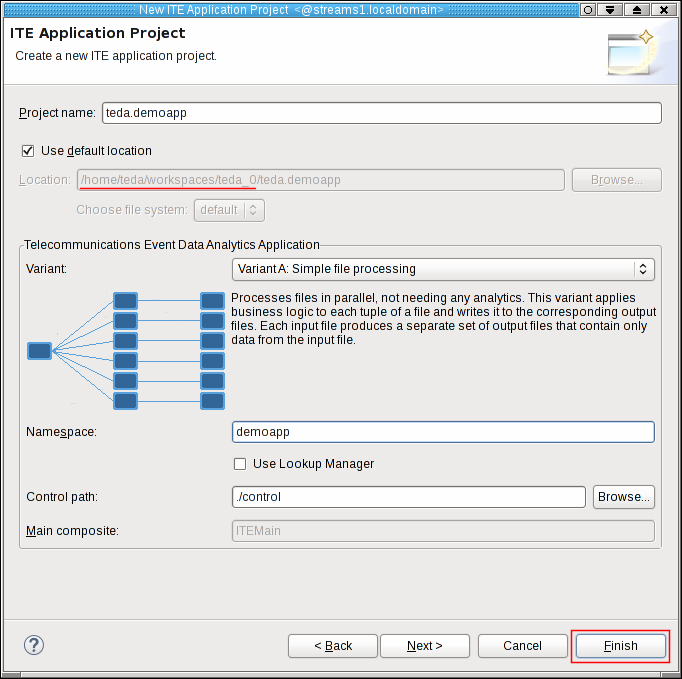 New ITE Application Project <@streams1.localdomain>
ITE Application Project
Create a new ITE application project.
Project name: teda.demoapp
Use default location
Location: /home/teda/workspaces/teda_0/teda.demoapp Browse...
Choose file system: default
Telecommunications Event Data Analytics Application
Variant: Variant A: Simple file processing
Processes files in parallel, not needing any analytics. This variant applies
business logic to each tuple of a file and writes it to the corresponding output
files. Each input file produces a separate set of output files that contain only
data from the input file.
Namespace: demoapp
Use Lookup Manager
Control path: ./control Browse...
Main composite: ITEMain
? < Back Next > Cancel Finish